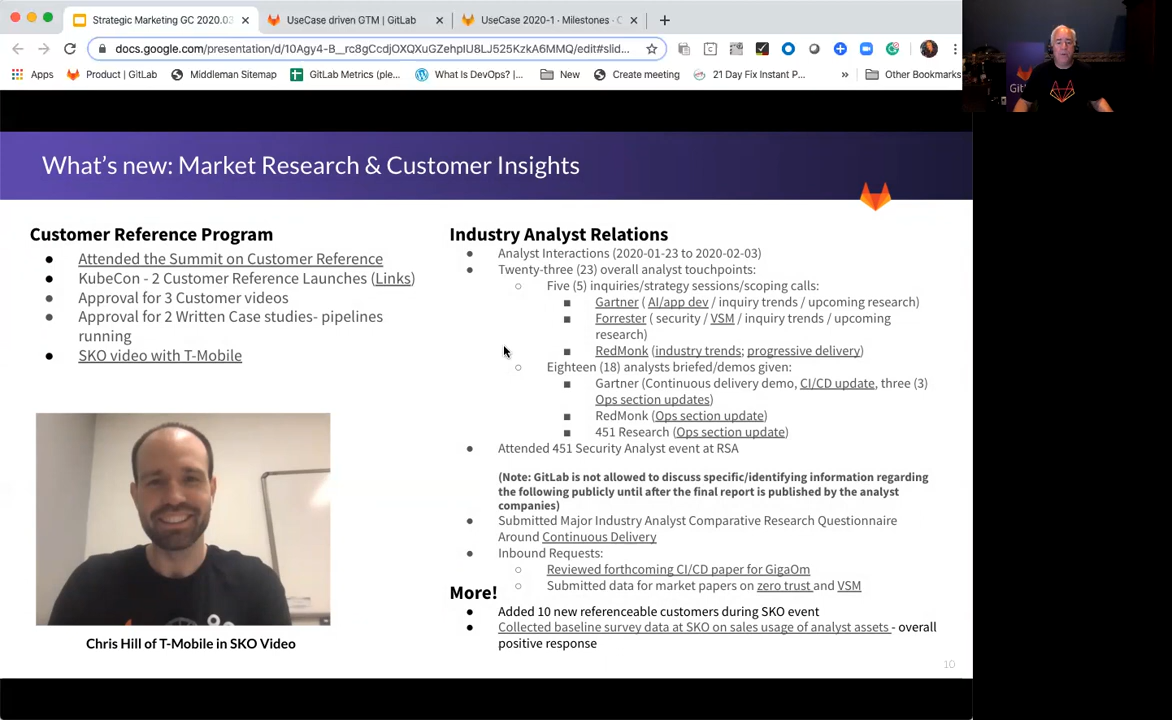 Strategic Marketing GC 2020.03
UseCase driven GTM | GitLab
UseCase 2020-1 · Milestones ·
docs.google.com/presentation/d/10Agy4-B__rc8gCcdjOXQXuGZehplU8LJ525KzkA6MMQ/edit#slid...
Apps
Product | GitLab
Middleman Sitemap
GitLab Metrics (ple...
What Is DevOps? |...
New
Create meeting
21 Day Fix Instant P...
»
Other Bookmarks
What's new: Market Research & Customer Insights
Customer Reference Program
● Attended the Summit on Customer Reference
● KubeCon - 2 Customer Reference Launches (Links)
● Approval for 3 Customer videos
● Approval for 2 Written Case studies- pipelines
running
● SKO video with T-Mobile
Chris Hill of T-Mobile in SKO Video
Industry Analyst Relations
● Analyst Interactions (2020-01-23 to 2020-02-03)
● Twenty-three (23) overall analyst touchpoints:
○ Five (5) inquiries/strategy sessions/scoping calls:
■ Gartner ( AI/app dev / inquiry trends / upcoming research)
■ Forrester ( security / VSM / inquiry trends / upcoming
research)
■ RedMonk (industry trends; progressive delivery)
○ Eighteen (18) analysts briefed/demos given:
■ Gartner (Continuous delivery demo, CI/CD update, three (3)
Ops section updates)
■ RedMonk (Ops section update)
■ 451 Research (Ops section update)
● Attended 451 Security Analyst event at RSA
(Note: GitLab is not allowed to discuss specific/identifying information regarding
the following publicly until after the final report is published by the analyst
companies)
● Submitted Major Industry Analyst Comparative Research Questionnaire
Around Continuous Delivery
● Inbound Requests:
○ Reviewed forthcoming CI/CD paper for GigaOm
○ Submitted data for market papers on zero trust and VSM
More!
● Added 10 new referenceable customers during SKO event
● Collected baseline survey data at SKO on sales usage of analyst assets - overall
positive response
10